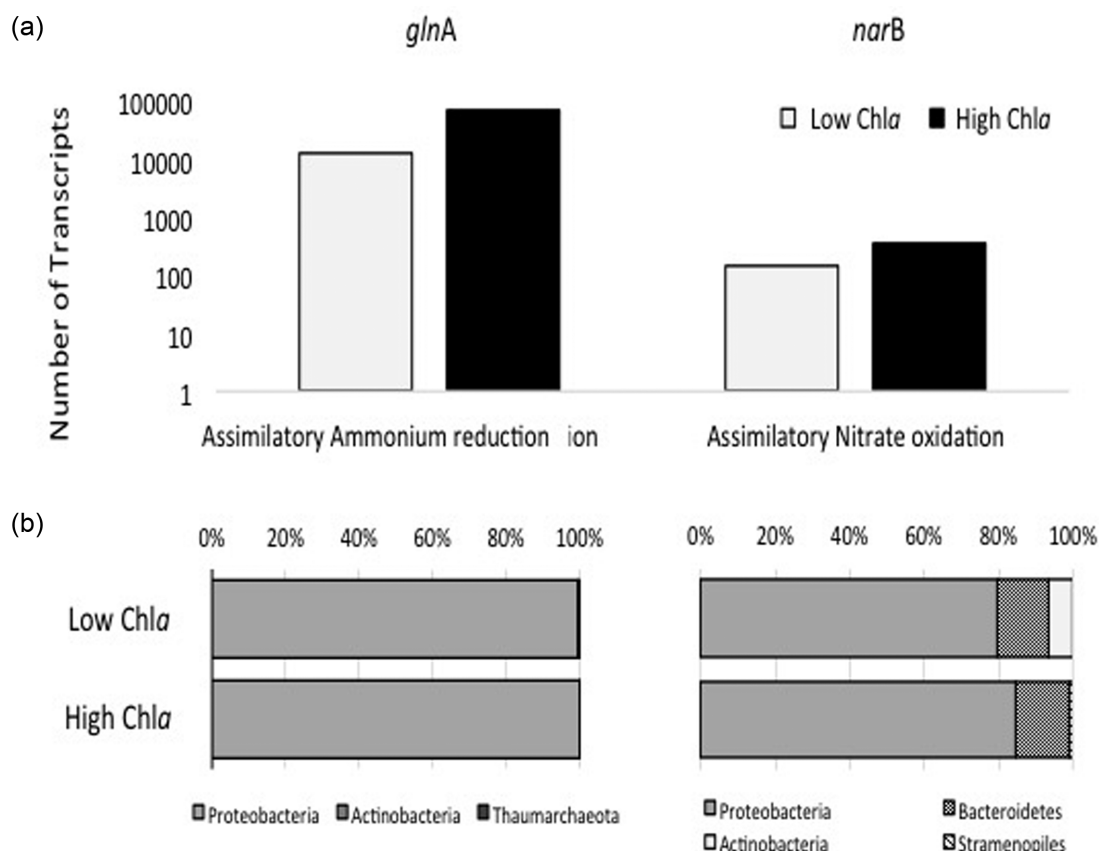 (a)
glnA
narB
Number of Transcripts
100000
10000
1000
100
10
1
Low Chla
High Chla
Assimilatory Ammonium reduction ion
Assimilatory Nitrate oxidation
(b)
0% 20% 40% 60% 80% 100%
0% 20% 40% 60% 80% 100%
Low Chla
High Chla
Proteobacteria Actinobacteria Thaumarchaeota
Proteobacteria Bacteroidetes
Actinobacteria Stramenopiles